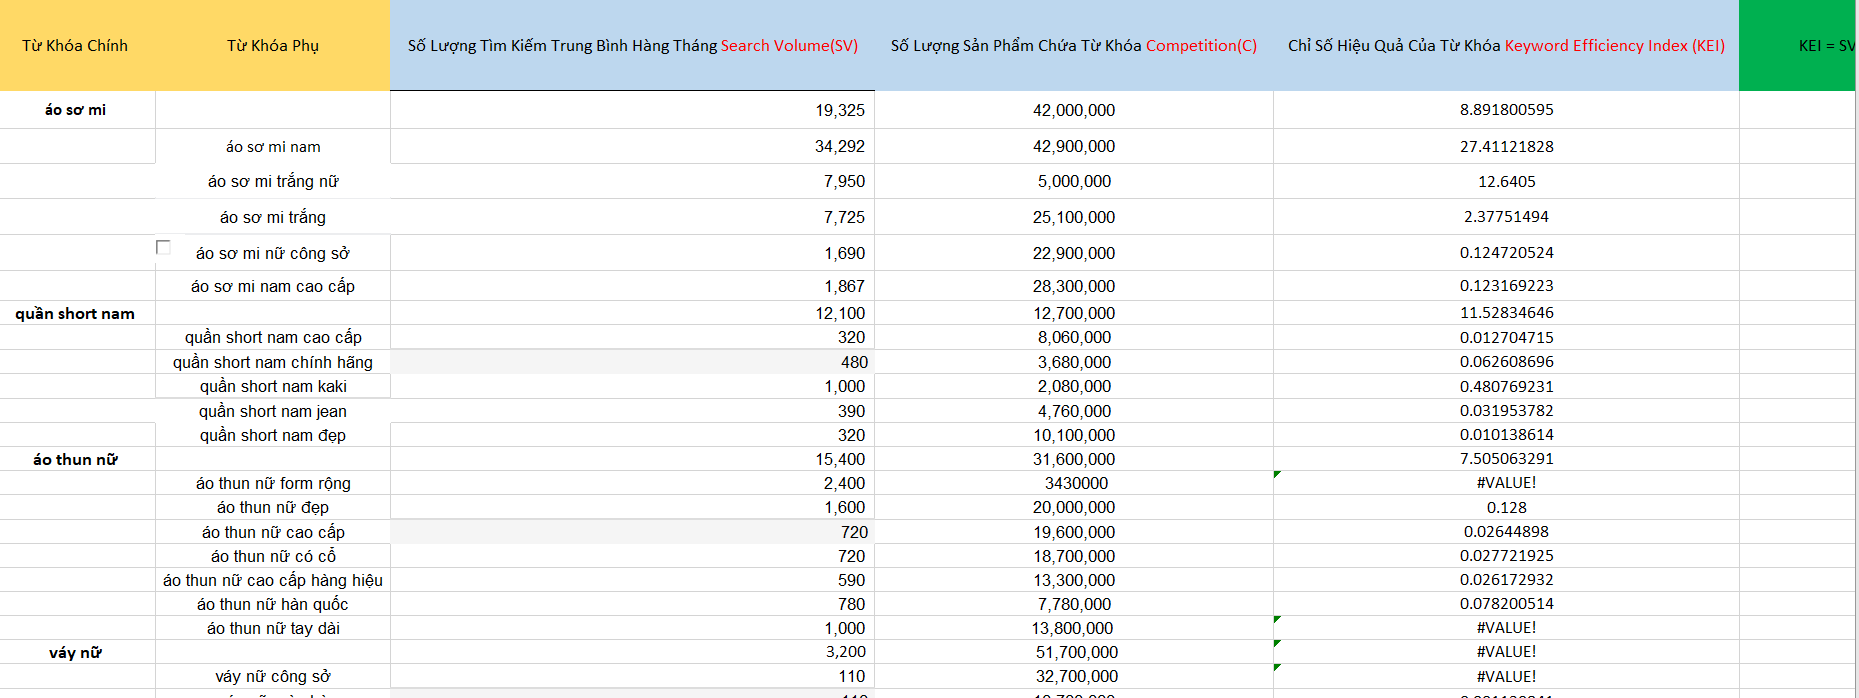 Từ Khóa Chính Từ Khóa Phụ Số Lượng Tìm Kiếm Trung Bình Hàng Tháng Search Volume(SV) Số Lượng Sản Phẩm Chứa Từ Khóa Competition(C) Chỉ Số Hiệu Quả Của Từ Khóa Keyword Efficiency Index (KEI) KEI = SV
áo sơ mi 19,325 42,000,000 8.891800595
áo sơ mi nam 34,292 42,900,000 27.41121828
áo sơ mi trắng nữ 7,950 5,000,000 12.6405
áo sơ mi trắng 7,725 25,100,000 2.37751494
áo sơ mi nữ công sở 1,690 22,900,000 0.124720524
áo sơ mi nam cao cấp 1,867 28,300,000 0.123169223
quần short nam 12,100 12,700,000 11.52834646
quần short nam cao cấp 320 8,060,000 0.012704715
quần short nam chính hãng 480 3,680,000 0.062608696
quần short nam kaki 1,000 2,080,000 0.480769231
quần short nam jean 390 4,760,000 0.031953782
quần short nam đẹp 320 10,100,000 0.010138614
áo thun nữ 15,400 31,600,000 7.505063291
áo thun nữ form rộng 2,400 3430000 #VALUE!
áo thun nữ đẹp 1,600 20,000,000 0.128
áo thun nữ cao cấp 720 19,600,000 0.02644898
áo thun nữ có cổ 720 18,700,000 0.027721925
áo thun nữ cao cấp hàng hiệu 590 13,300,000 0.026172932
áo thun nữ hàn quốc 780 7,780,000 0.078200514
áo thun nữ tay dài 1,000 13,800,000 #VALUE!
váy nữ 3,200 51,700,000 #VALUE!
váy nữ công sở 110 32,700,000 #VALUE!